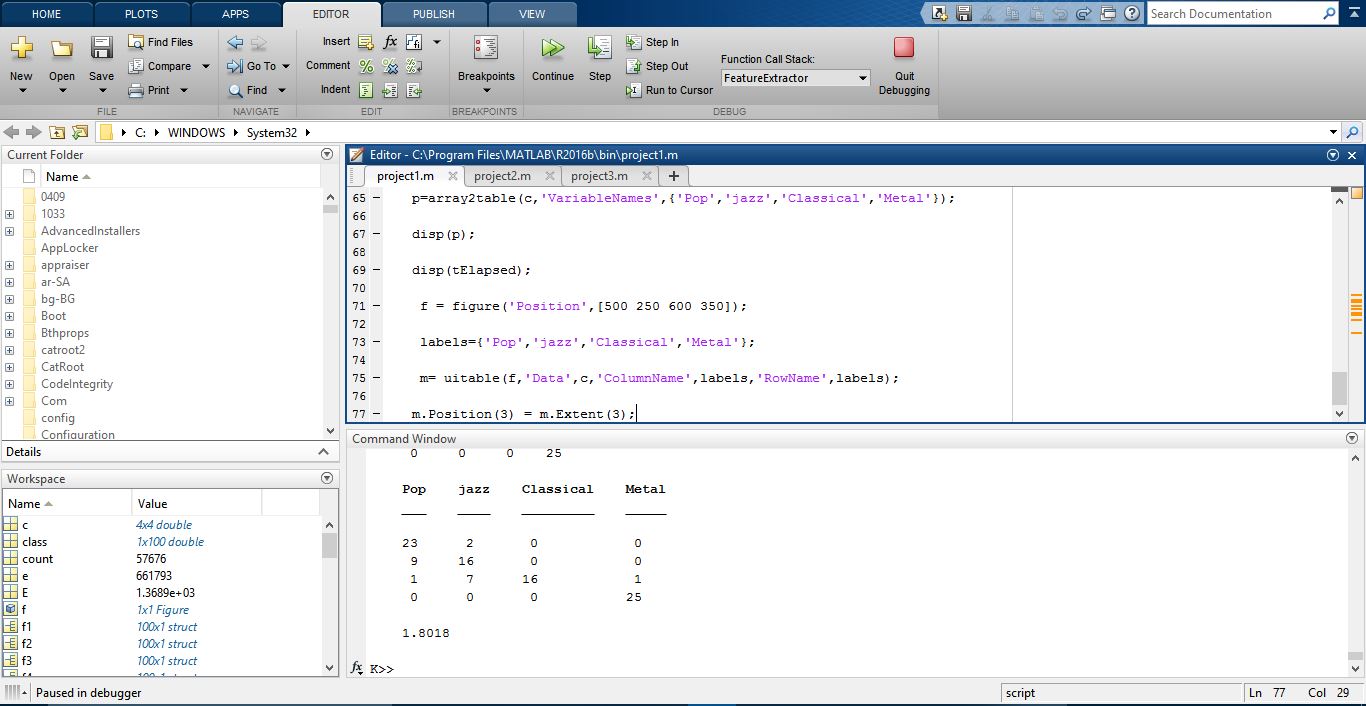 HOME PLOTS APPS EDITOR PUBLISH VIEW Search Documentation
New Open Save Find Files Compare Print
Go To Find
Insert fx
Comment
Indent
Breakpoints
Continue Step Step In Step Out Run to Cursor
Function Call Stack:
FeatureExtractor
Quit Debugging
FILE NAVIGATE EDIT BREAKPOINTS DEBUG
C: WINDOWS System32
Current Folder
Name
0409
1033
AdvancedInstallers
AppLocker
appraiser
ar-SA
bg-BG
Boot
Bthprops
catroot2
CatRoot
CodeIntegrity
Com
config
Configuration
Details
Workspace
Name Value
c 4x4 double
class 1x100 double
count 57676
e 661793
E 1.3689e+03
f 1x1 Figure
f1 100x1 struct
f2 100x1 struct
f3 100x1 struct
Editor - C:\Program Files\MATLAB\R2016b\bin\project1.m
project1.m project2.m project3.m +
65 – p=array2table(c,'VariableNames',{'Pop','jazz','Classical','Metal'});
66
67 – disp(p);
68
69 – disp(tElapsed);
70
71 – f = figure('Position',[500 250 600 350]);
72
73 – labels={'Pop','jazz','Classical','Metal'};
74
75 – m= uitable(f,'Data',c,'ColumnName',labels,'RowName',labels);
76
77 – m.Position(3) = m.Extent(3);
Command Window
0 0 0 25
Pop jazz Classical Metal
23 2 0 0
9 16 0 0
1 7 16 1
0 0 0 25
1.8018
fx K>>
Paused in debugger script Ln 77 Col 29